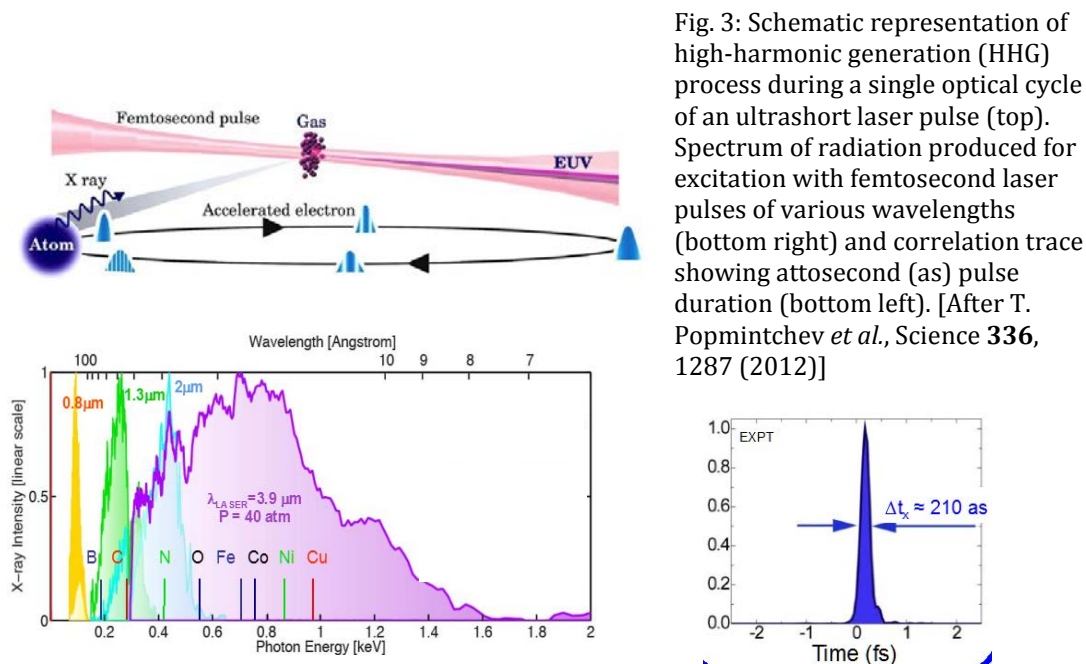 Fig. 3: Schematic representation of
high-harmonic generation (HHG)
process during a single optical cycle
of an ultrashort laser pulse (top).
Spectrum of radiation produced for
excitation with femtosecond laser
pulses of various wavelengths
(bottom right) and correlation trace
showing attosecond (as) pulse
duration (bottom left). [After T.
Popmintchev et al., Science 336,
1287 (2012)]
Femtosecond pulse
Gas
EUV
X ray
Accelerated electron
Atom
Wavelength [Angstrom]
100 10 9 8 7
X-ray Intensity [linear scale]
1
0.5
0
0.8μm
1.3μm
2μm
λLASER=3.9 μm
P = 40 atm
B C N O Fe Co Ni Cu
0.2 0.4 0.6 0.8 1 1.2 1.4 1.6 1.8 2
Photon Energy [keV]
EXPT
1.0
0.8
0.6
0.4
0.2
0.0
Δtx ≈ 210 as
-2 -1 0 1 2
Time (fs)